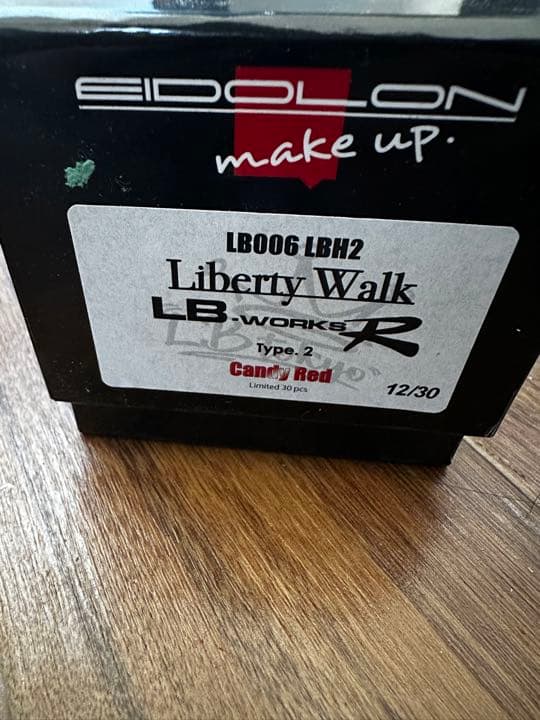 EIDOLON
make up.
LB006 LBH2
Liberty Walk
LB-WORKS R
Type. 2
Candy Red
Limited 30 pcs
12/30